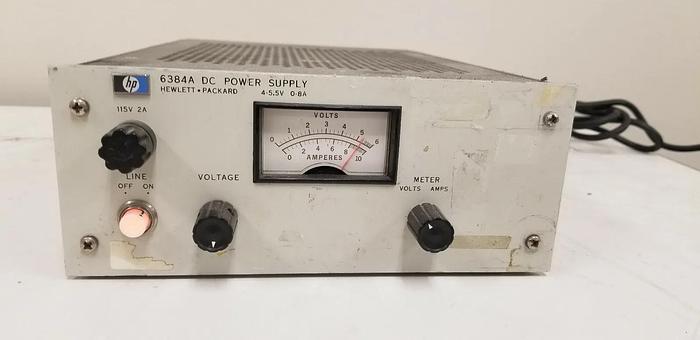 hp
6384A DC POWER SUPPLY
HEWLETT • PACKARD 4-5.5V 0-8A
115V 2A
VOLTS
0 1 2 3 4 5 6
0 2 4 6 8 10
AMPERES
LINE
OFF ON
VOLTAGE
METER
VOLTS AMPS